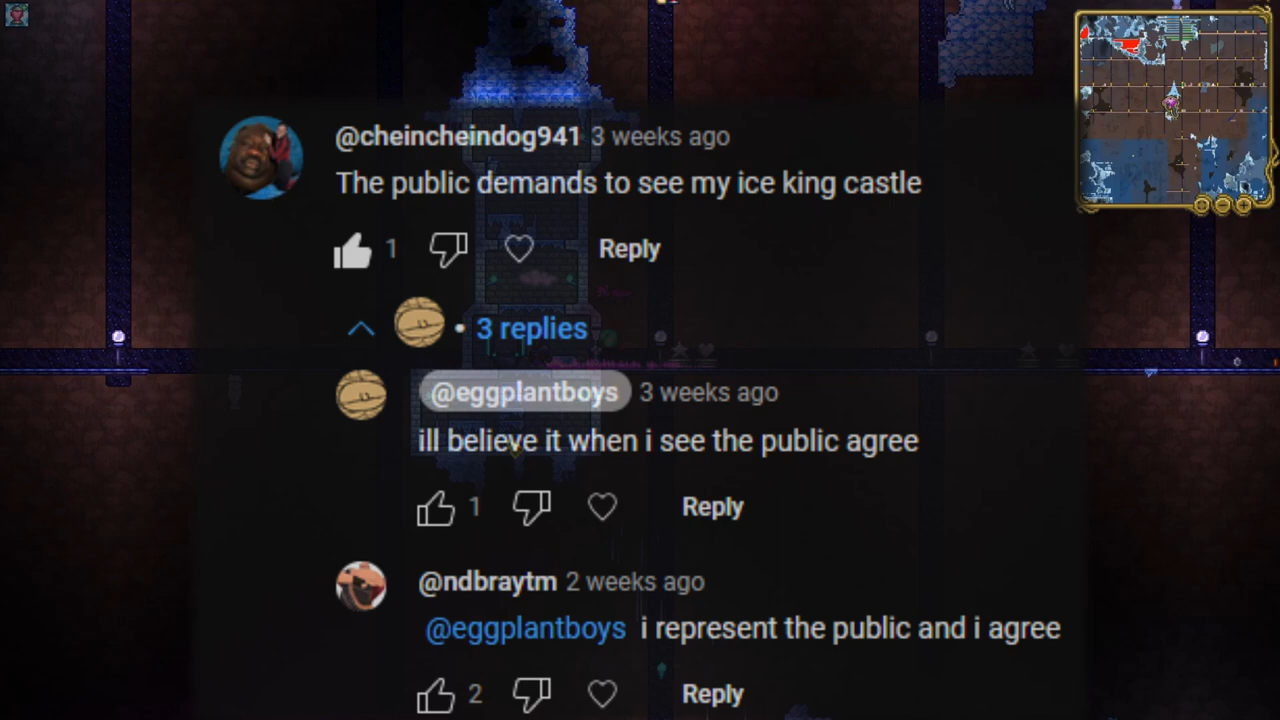 @cheincheindog941 3 weeks ago
The public demands to see my ice king castle
1 Reply
3 replies
@eggplantboys 3 weeks ago
ill believe it when i see the public agree
1 Reply
@ndbraytm 2 weeks ago
@eggplantboys i represent the public and i agree
2 Reply